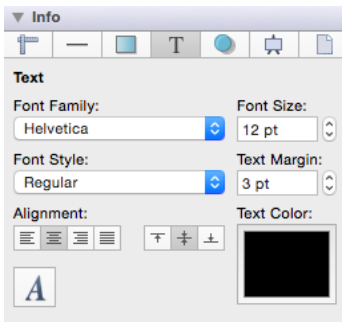 Info
T
Text
Font Family: Font Size:
Helvetica 12 pt
Font Style: Text Margin:
Regular 3 pt
Alignment: Text Color:
A